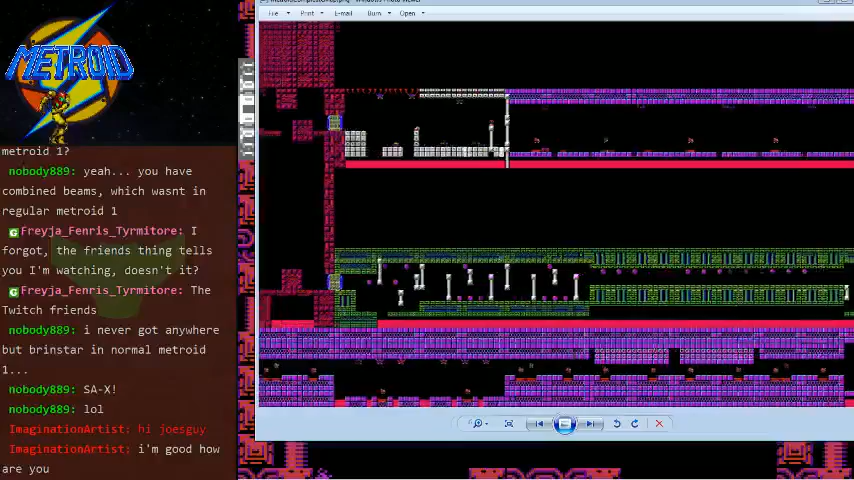 METROID
metroid 1?
nobody889: yeah... you have
combined beams, which wasnt in
regular metroid 1
Freyja_Fenris_Tyrmitore: I
forgot, the friends thing tells
you I'm watching, doesn't it?
Freyja_Fenris_Tyrmitore: The
Twitch friends
nobody889: i never got anywhere
but brinstar in normal metroid
1...
nobody889: SA-X!
nobody889: lol
ImaginationArtist: hi joesguy
ImaginationArtist: i'm good how
are you
File Print E-mail Burn Open